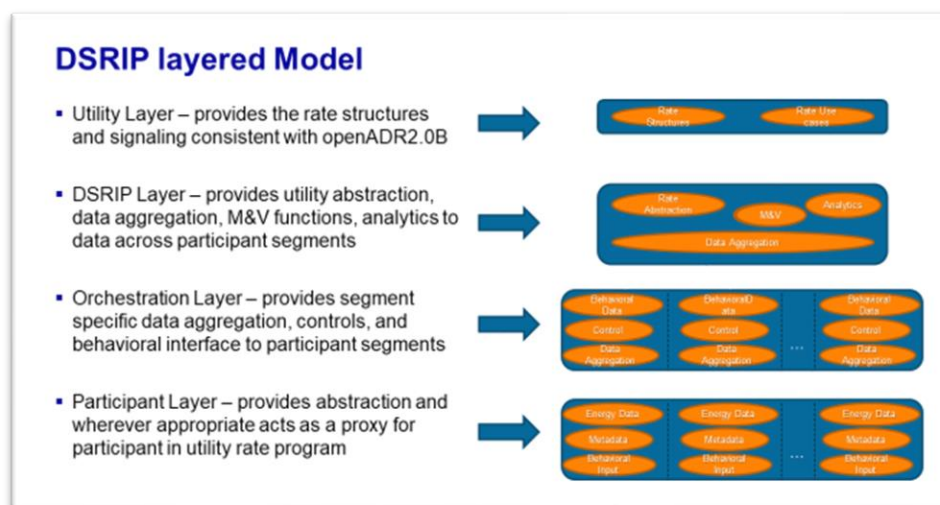 DSRIP layered Model
▪ Utility Layer – provides the rate structures
and signaling consistent with openADR2.0B
Rate
Structures
Rate Use
cases
▪ DSRIP Layer – provides utility abstraction,
data aggregation, M&V functions, analytics to
data across participant segments
Rate
Abstraction
M&V
Analytics
Data Aggregation
▪ Orchestration Layer – provides segment
specific data aggregation, controls, and
behavioral interface to participant segments
Behavioral
Data
BehavioralD
ata
Behavioral
Data
Control
Control
...
Control
Data
Aggregation
Data
Aggregation
Data
Aggregation
▪ Participant Layer – provides abstraction and
wherever appropriate acts as a proxy for
participant in utility rate program
Energy Data
Energy Data
Energy Data
Metadata
Metadata
...
Metadata
Behavioral
Input
Behavioral
Input
Behavioral
Input